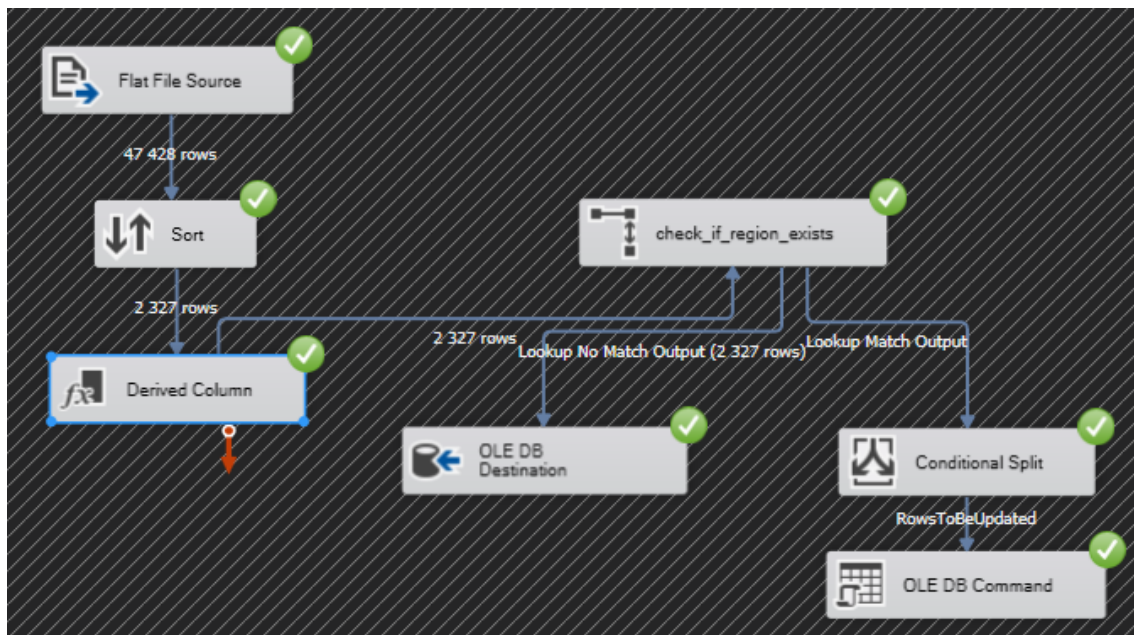 Flat File Source
47 428 rows
Sort
check_if_region_exists
2 327 rows
2 327 rows
Lookup No Match Output (2 327 rows)
Lookup Match Output
Derived Column
OLE DB
Destination
Conditional Split
RowsToBeUpdated
OLE DB Command